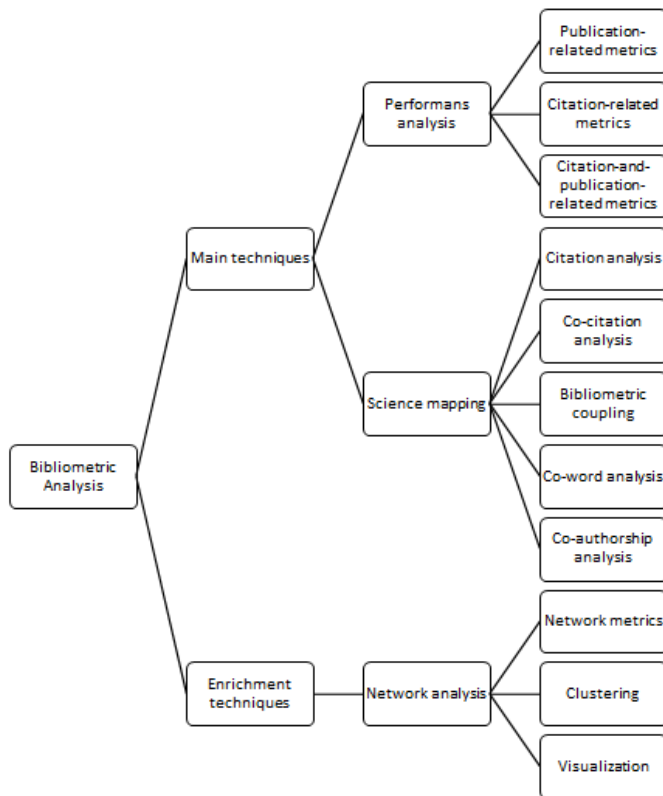 Publication-
related metrics
Performans
analysis
Citation-related
metrics
Citation-and-
publication-
related metrics
Main techniques
Citation analysis
Co-citation
analysis
Science mapping
Bibliometric
coupling
Bibliometric
Analysis
Co-word analysis
Co-authorship
analysis
Network metrics
Enrichment
techniques
Network analysis
Clustering
Visualization